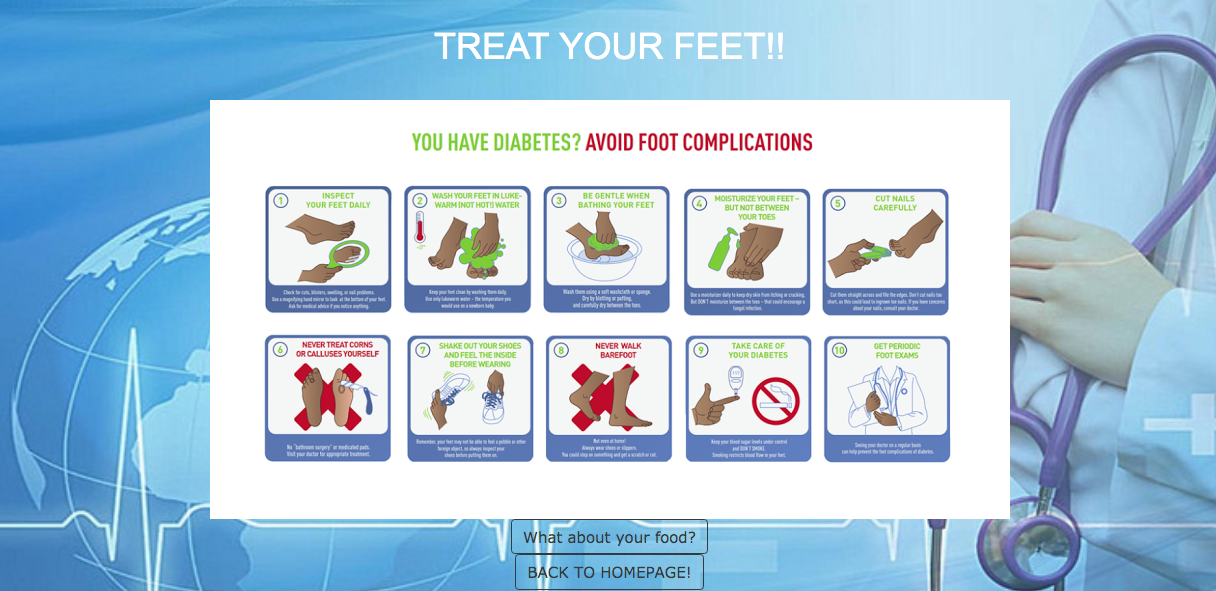 TREAT YOUR FEET!!
YOU HAVE DIABETES? AVOID FOOT COMPLICATIONS
1
INSPECT
YOUR FEET DAILY
Check for cuts, blisters, swelling, or nail problems.
Use a magnifying hand mirror to look at the bottom of your feet.
Ask for medical advice if you notice anything.
2
WASH YOUR FEET IN LUKE-
WARM (NOT HOT!) WATER
Keep your feet clean by washing them daily.
Use only lukewarm water – the temperature you
would use on a newborn baby.
3
BE GENTLE WHEN
BATHING YOUR FEET
Wash them using a soft washcloth or sponge.
Dry by blotting or patting,
and carefully dry between the toes.
4
MOISTURIZE YOUR FEET –
BUT NOT BETWEEN
YOUR TOES
Use a moisturizer daily to keep dry skin from itching or cracking.
But DON'T moisturize between the toes – that could encourage a
fungal infection.
5
CUT NAILS
CAREFULLY
Cut them straight across and file the edges. Don't cut nails too
short, as this could lead to ingrown toe nails. If you have concerns
about your nails, consult your doctor.
6
NEVER TREAT CORNS
OR CALLUSES YOURSELF
No "bathroom surgery" or medicated pads.
Visit your doctor for appropriate treatment.
7
SHAKE OUT YOUR SHOES
AND FEEL THE INSIDE
BEFORE WEARING
Remember, your feet may not be able to feel a pebble or other
foreign object, so always inspect your
shoes before putting them on.
8
NEVER WALK
BAREFOOT
Not even at home!
Always wear shoes or slippers.
You could step on something and get a scratch or cut.
9
TAKE CARE OF
YOUR DIABETES
Keep your blood sugar levels under control
and DON'T SMOKE.
Smoking restricts blood flow in your feet.
10
GET PERIODIC
FOOT EXAMS
Seeing your doctor on a regular basis
can help prevent the foot complications of diabetes.
What about your food?
BACK TO HOMEPAGE!